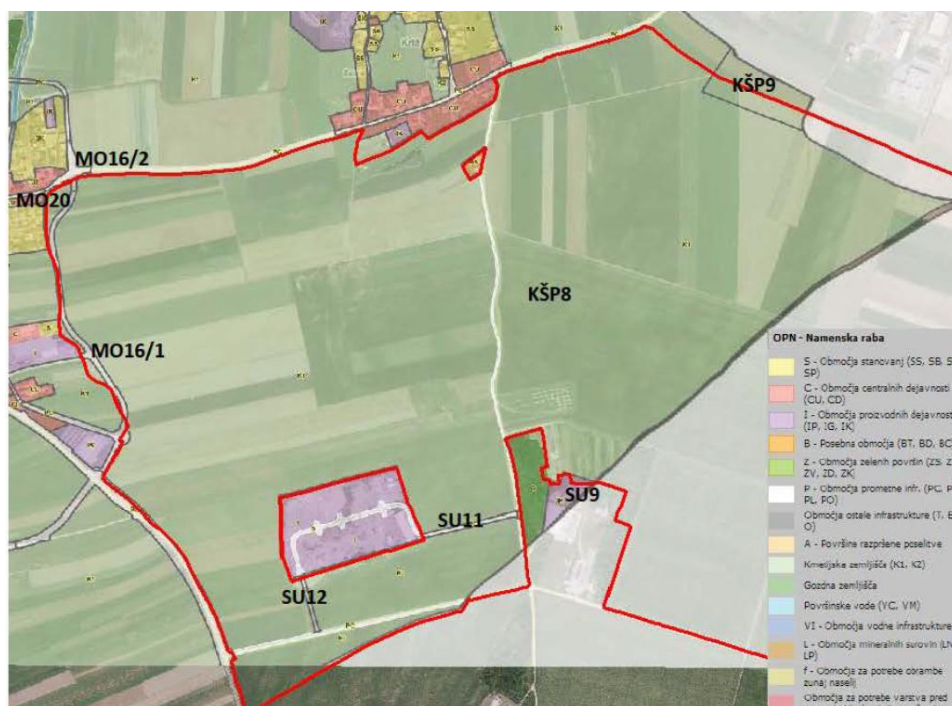 KŠP9
MO16/2
MO20
KŠP8
MO16/1
SU9
SU11
SU12
OPN - Namenska raba
S - Območja stanovanj (SS, SB, S
SP)
C - Območja centralnih dejavnosti
(CU, CD)
I - Območja proizvodnih dejavnost
(IP, IG, IK)
B - Posebna območja (BT, BD, BC
Z - Območja zelenih površin (ZS, Z
ZV, ZD, ZK)
P - Območja prometne infr. (PC, P
PL, PO)
Območja ostale infrastrukture (T, E
O)
A - Površine razpršene poselitve
Kmetijska zemljišča (K1, K2)
Gozdna zemljišča
Površinske vode (VC, VM)
VI - Območja vodne infrastrukture
L - Območja mineralnih surovin (LN
LP)
f - Območja za potrebe obrambe
zunaj naselij
Območja za potrebe varstva pred